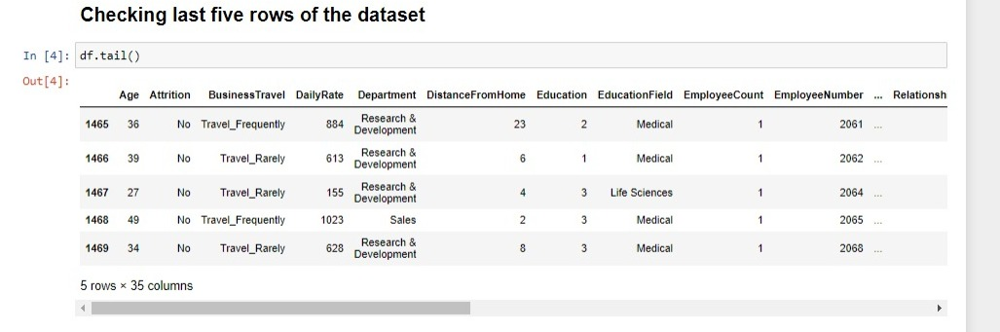 Checking last five rows of the dataset
In [4]: df.tail()
Out[4]:
Age Attrition BusinessTravel DailyRate Department DistanceFromHome Education EducationField EmployeeCount EmployeeNumber ... Relationsh
1465 36 No Travel_Frequently 884 Research & Development 23 2 Medical 1 2061 ...
1466 39 No Travel_Rarely 613 Research & Development 6 1 Medical 1 2062 ...
1467 27 No Travel_Rarely 155 Research & Development 4 3 Life Sciences 1 2064 ...
1468 49 No Travel_Frequently 1023 Sales 2 3 Medical 1 2065 ...
1469 34 No Travel_Rarely 628 Research & Development 8 3 Medical 1 2068 ...
5 rows × 35 columns